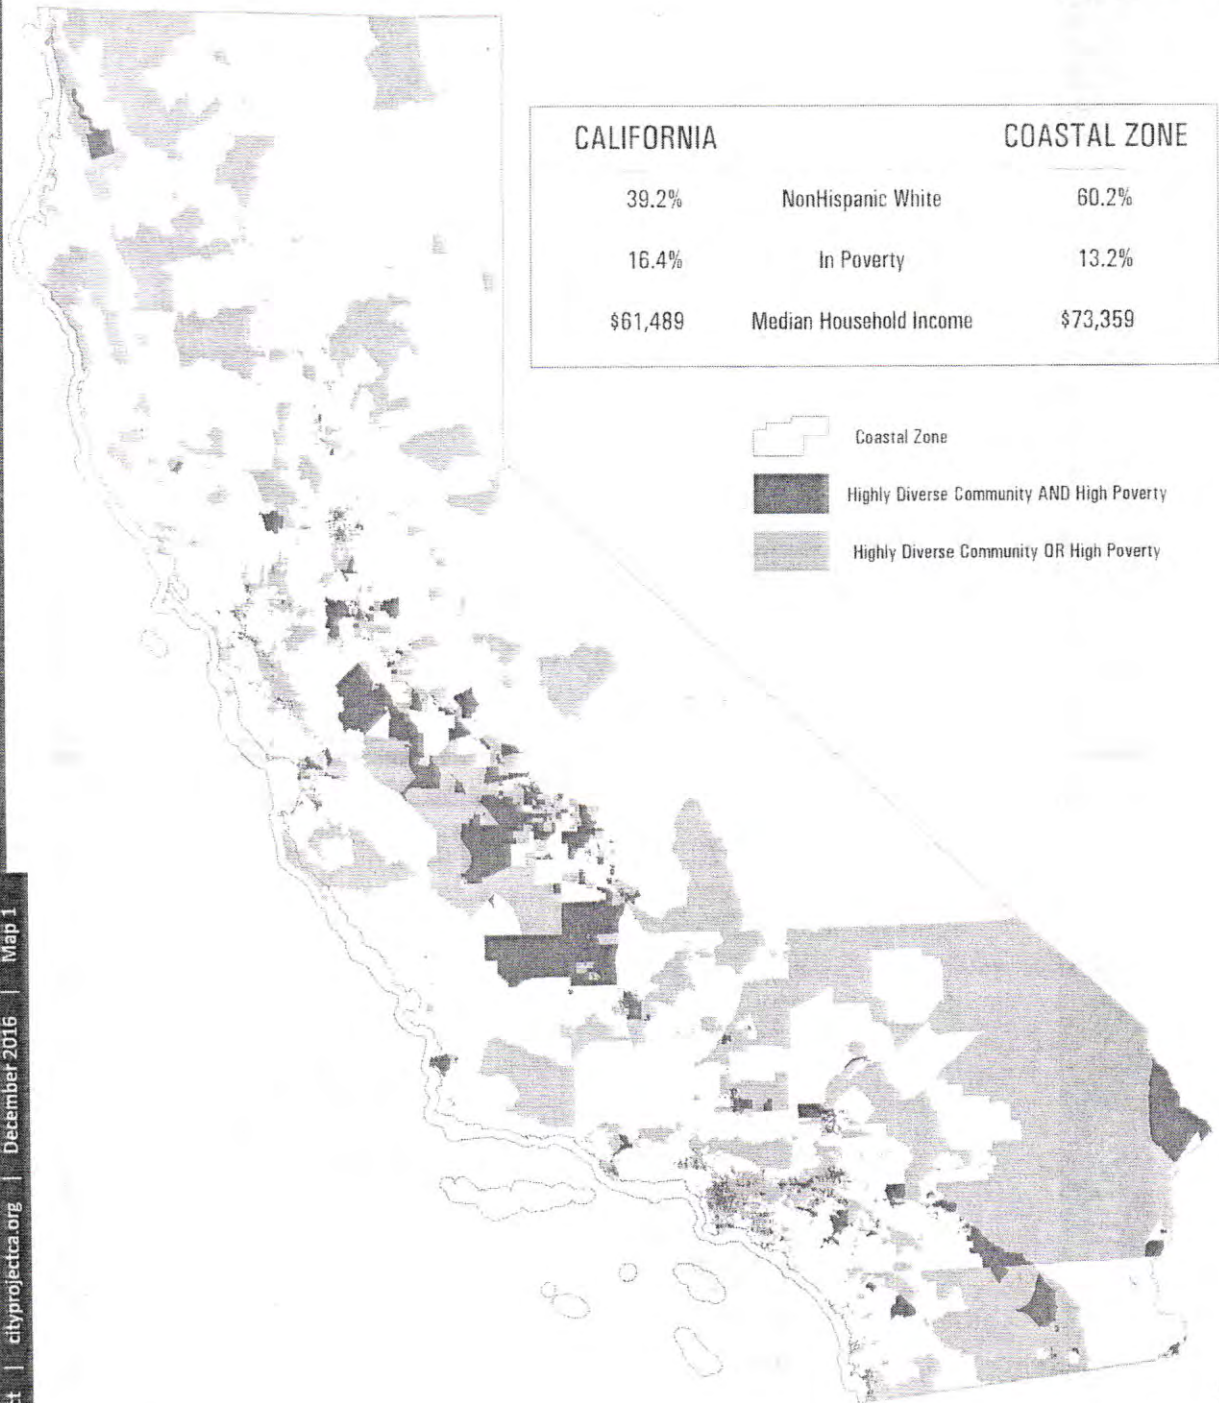 CALIFORNIA COASTAL ZONE
39.2% NonHispanic White 60.2%
16.4% In Poverty 13.2%
$61,489 Median Household Income $73,359
Coastal Zone
Highly Diverse Community AND High Poverty
Highly Diverse Community OR High Poverty
| cityprojectca.org | December 2016 | Map 1